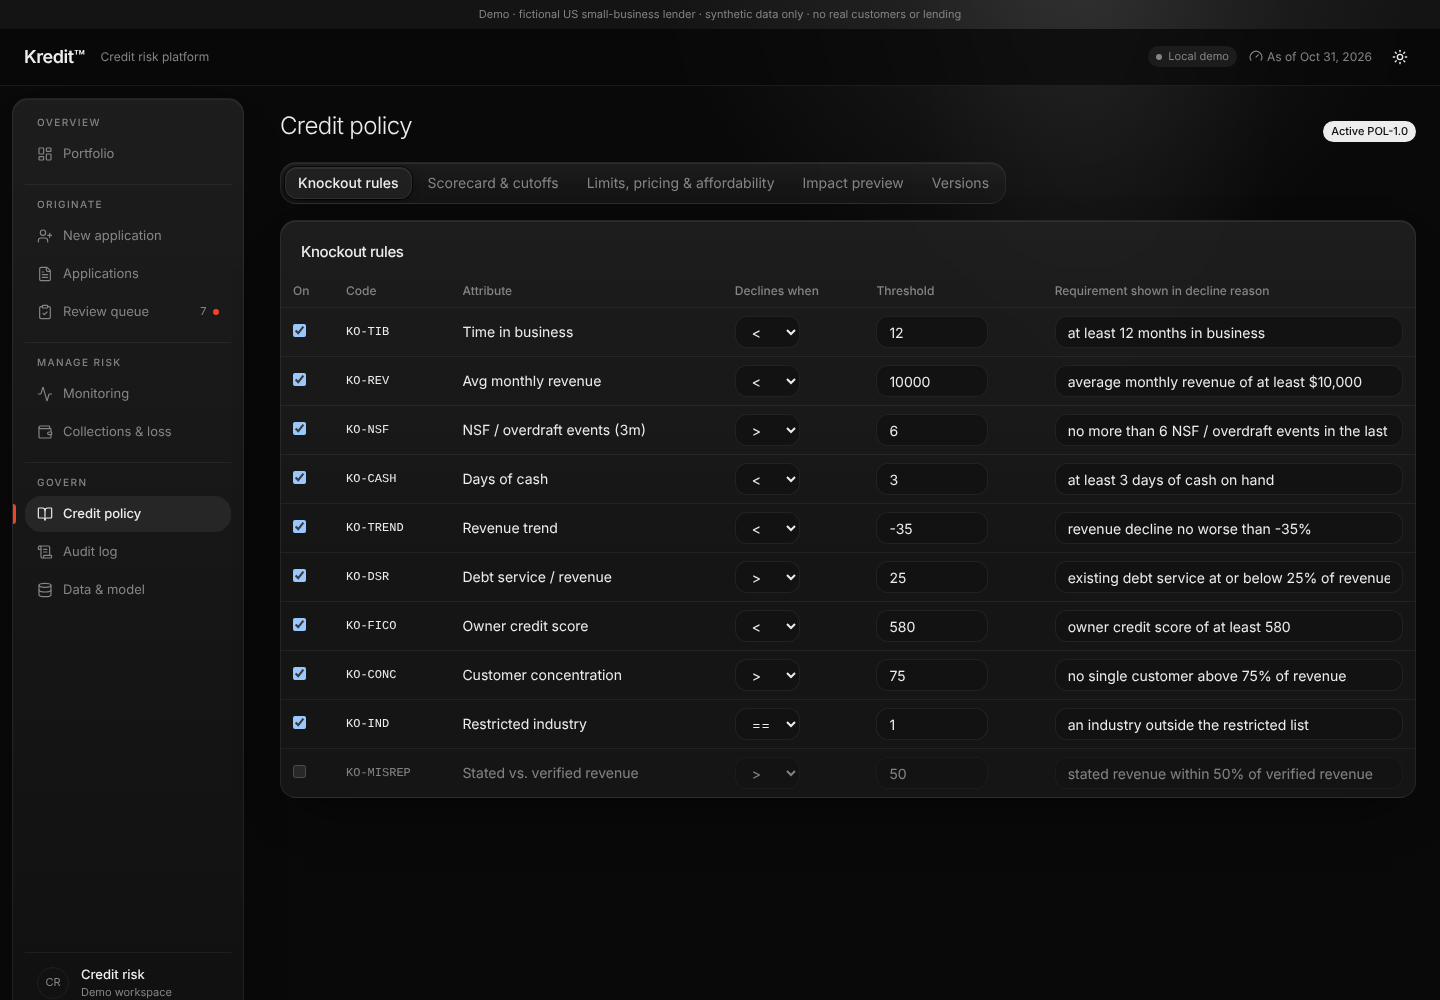 Demo · fictional US small-business lender · synthetic data only · no real customers or lending
Kredit™ Credit risk platform
Local demo As of Oct 31, 2026
OVERVIEW
Portfolio
ORIGINATE
New application
Applications
Review queue 7
MANAGE RISK
Monitoring
Collections & loss
GOVERN
Credit policy
Audit log
Data & model
CR
Credit risk
Demo workspace
Credit policy
Active POL-1.0
Knockout rules Scorecard & cutoffs Limits, pricing & affordability Impact preview Versions
Knockout rules
On Code Attribute Declines when Threshold Requirement shown in decline reason
KO-TIB Time in business < 12 at least 12 months in business
KO-REV Avg monthly revenue < 10000 average monthly revenue of at least $10,000
KO-NSF NSF / overdraft events (3m) > 6 no more than 6 NSF / overdraft events in the last
KO-CASH Days of cash < 3 at least 3 days of cash on hand
KO-TREND Revenue trend < -35 revenue decline no worse than -35%
KO-DSR Debt service / revenue > 25 existing debt service at or below 25% of revenue
KO-FICO Owner credit score < 580 owner credit score of at least 580
KO-CONC Customer concentration > 75 no single customer above 75% of revenue
KO-IND Restricted industry == 1 an industry outside the restricted list
KO-MISREP Stated vs. verified revenue > 50 stated revenue within 50% of verified revenue